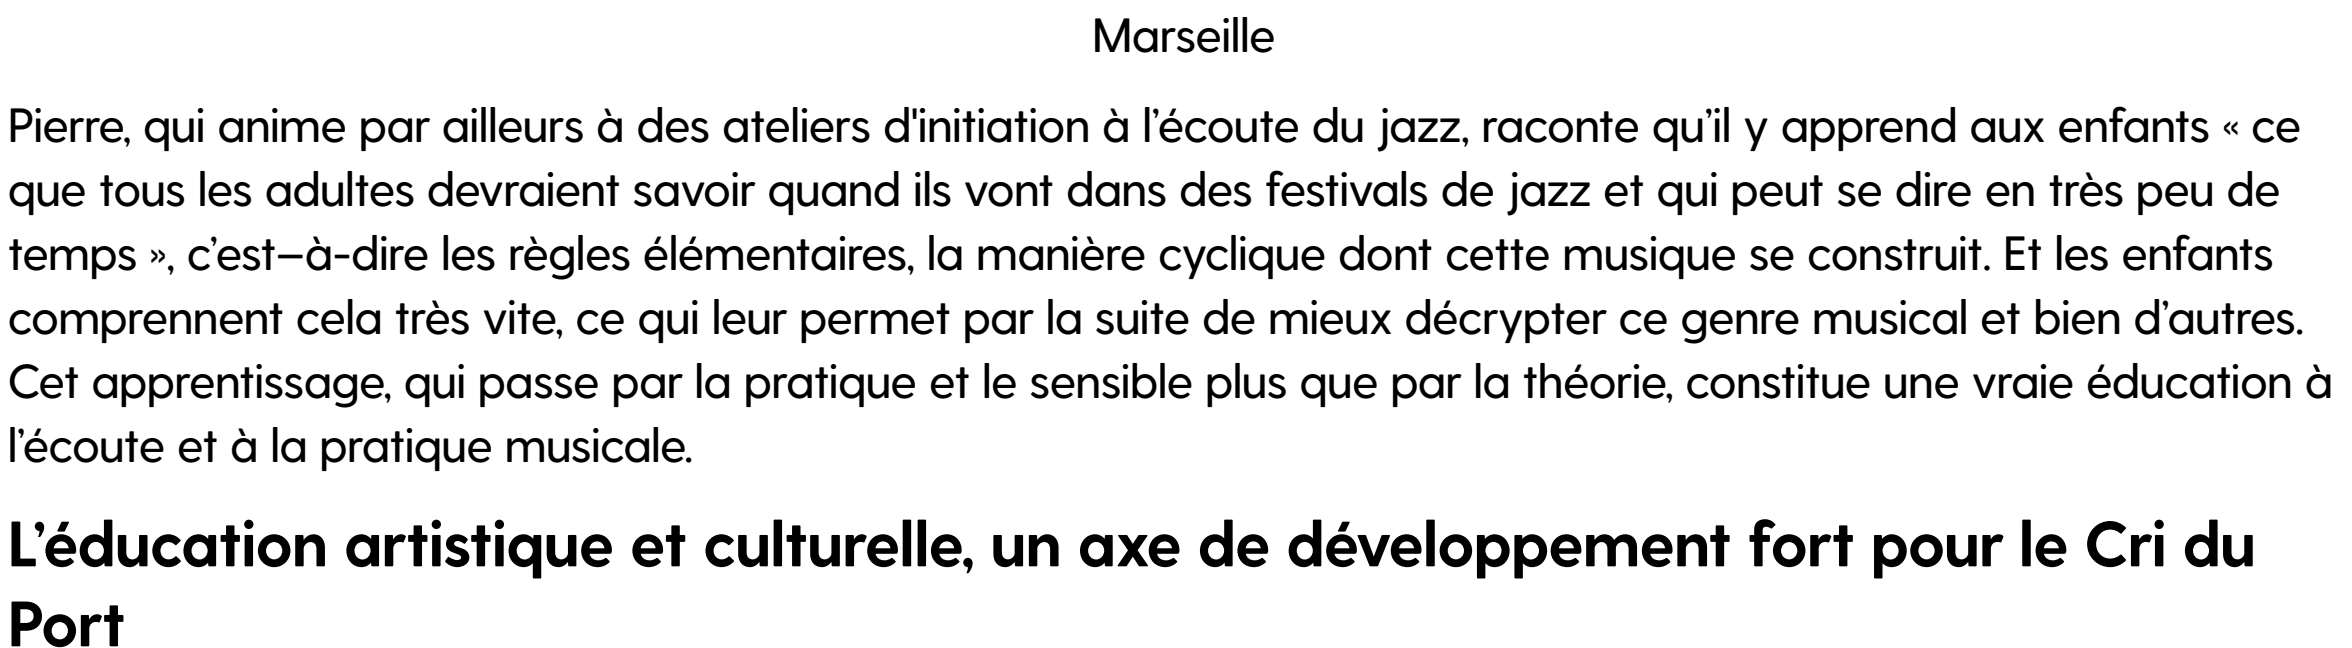 Marseille
Pierre, qui anime par ailleurs à des ateliers d'initiation à l’écoute du jazz, raconte qu’il y apprend aux enfants « ce
que tous les adultes devraient savoir quand ils vont dans des festivals de jazz et qui peut se dire en très peu de
temps », c’est–à-dire les règles élémentaires, la manière cyclique dont cette musique se construit. Et les enfants
comprennent cela très vite, ce qui leur permet par la suite de mieux décrypter ce genre musical et bien d’autres.
Cet apprentissage, qui passe par la pratique et le sensible plus que par la théorie, constitue une vraie éducation à
l’écoute et à la pratique musicale.
L’éducation artistique et culturelle, un axe de développement fort pour le Cri du
Port